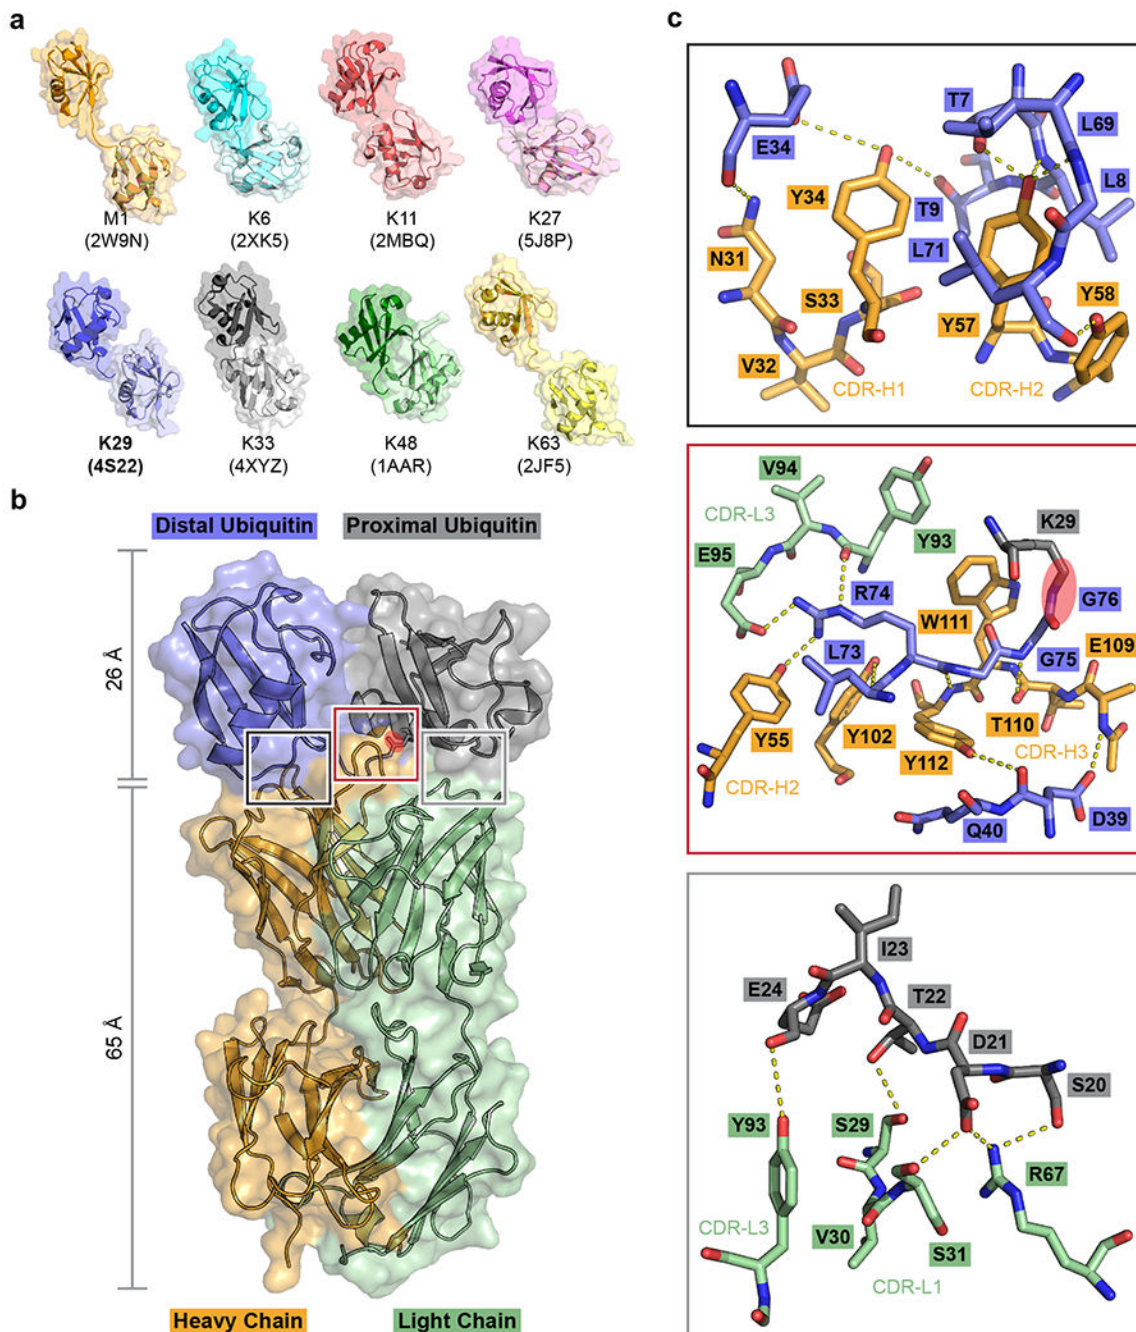 a
M1
(2W9N)
K6
(2XK5)
K11
(2MBQ)
K27
(5J8P)
K29
(4S22)
K33
(4XYZ)
K48
(1AAR)
K63
(2JF5)
b
Distal Ubiquitin
Proximal Ubiquitin
26 Å
65 Å
Heavy Chain
Light Chain
c
T7
L69
E34
L8
Y34
T9
N31
L71
S33
Y58
Y57
V32
CDR-H1
CDR-H2
V94
CDR-L3
K29
Y93
E95
R74
G76
W111
L73
E109
G75
Y55
Y102
T110
Y112
CDR-H3
CDR-H2
Q40
D39
I23
E24
T22
D21
S20
Y93
S29
R67
CDR-L3
V30
S31
CDR-L1